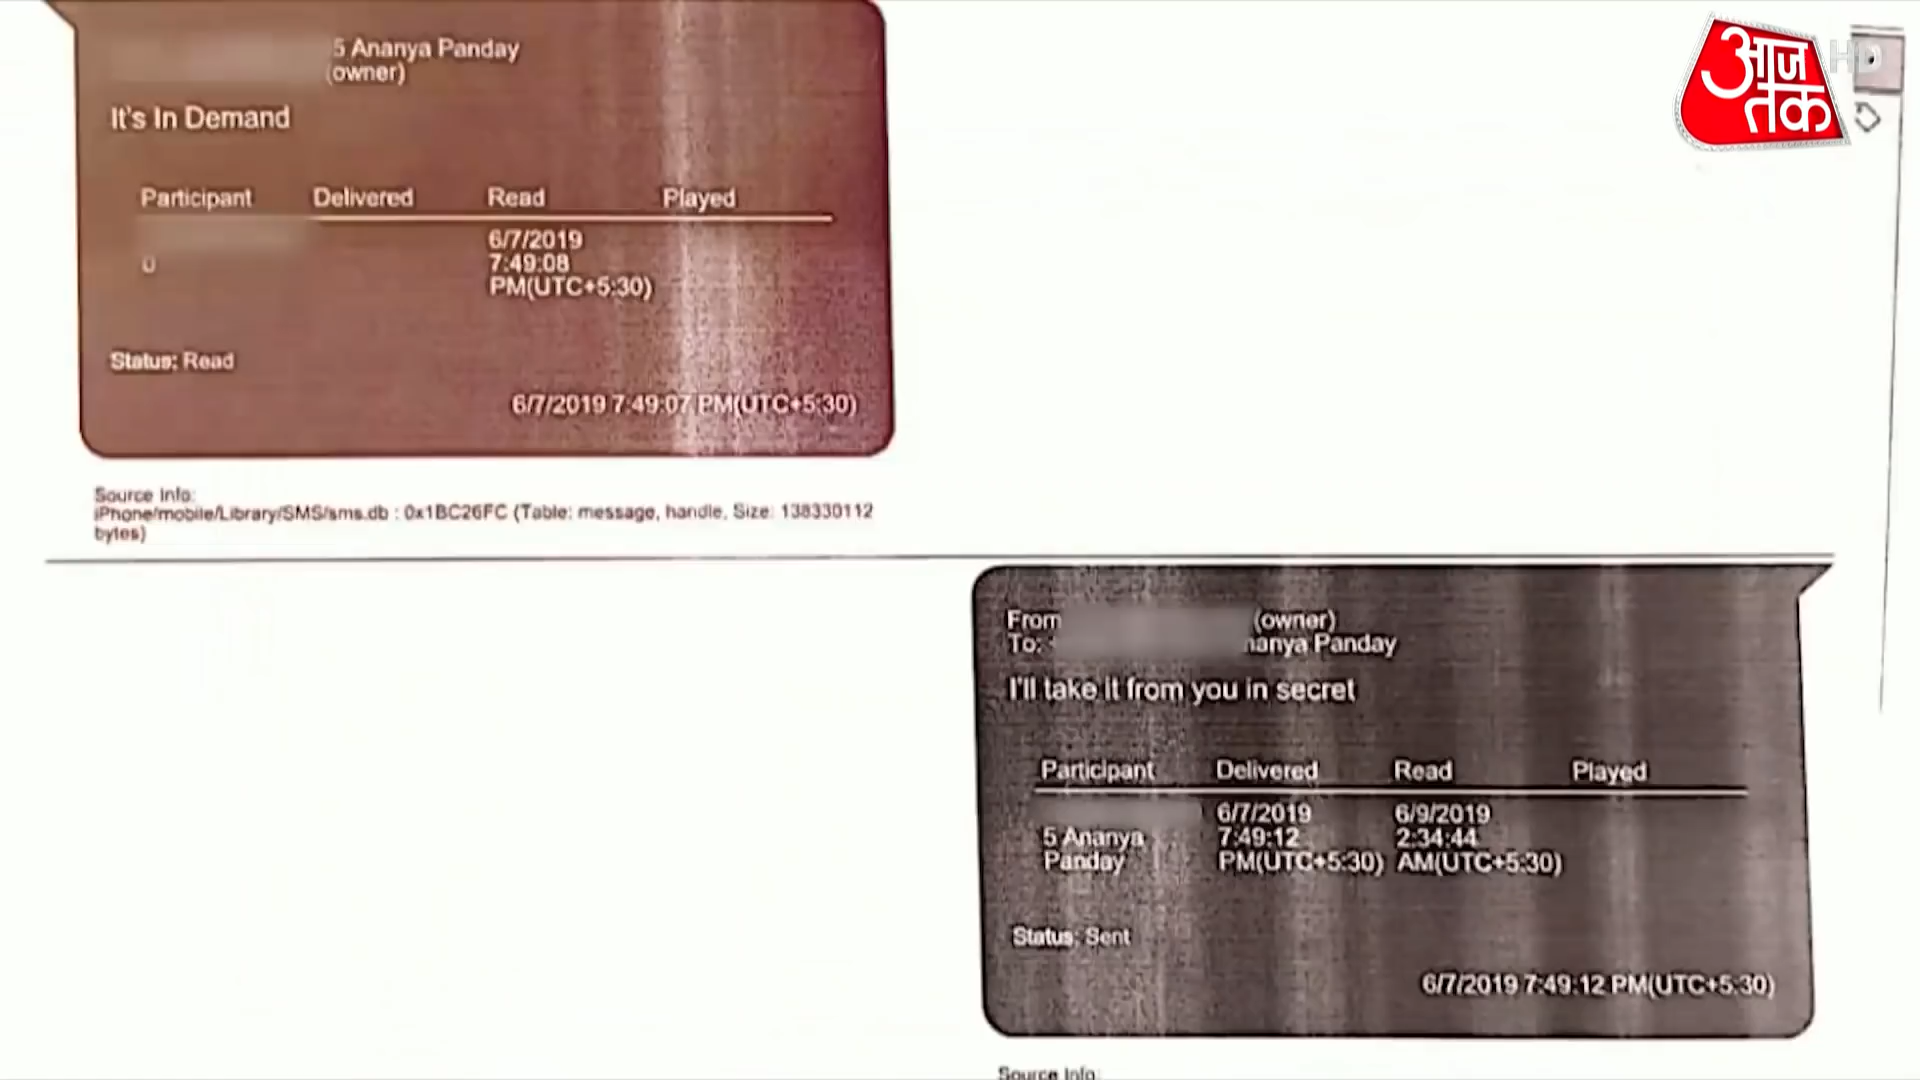 5 Ananya Panday
(owner)
It's In Demand
Participant Delivered Read Played
6/7/2019
7:49:08
PM(UTC+5:30)
Status: Read
6/7/2019 7:49:07 PM(UTC+5:30)
Source Info:
iPhone/mobile/Library/SMS/sms.db : 0x1BC26FC (Table: message, handle, Size: 138330112
bytes)
आज
तक
HD
From (owner)
To: nanya Panday
I'll take it from you in secret
Participant Delivered Read Played
6/7/2019 6/9/2019
5 Ananya 7:49:12 2:34:44
Panday PM(UTC+5:30) AM(UTC+5:30)
Status: Sent
6/7/2019 7:49:12 PM(UTC+5:30)
Source Info: